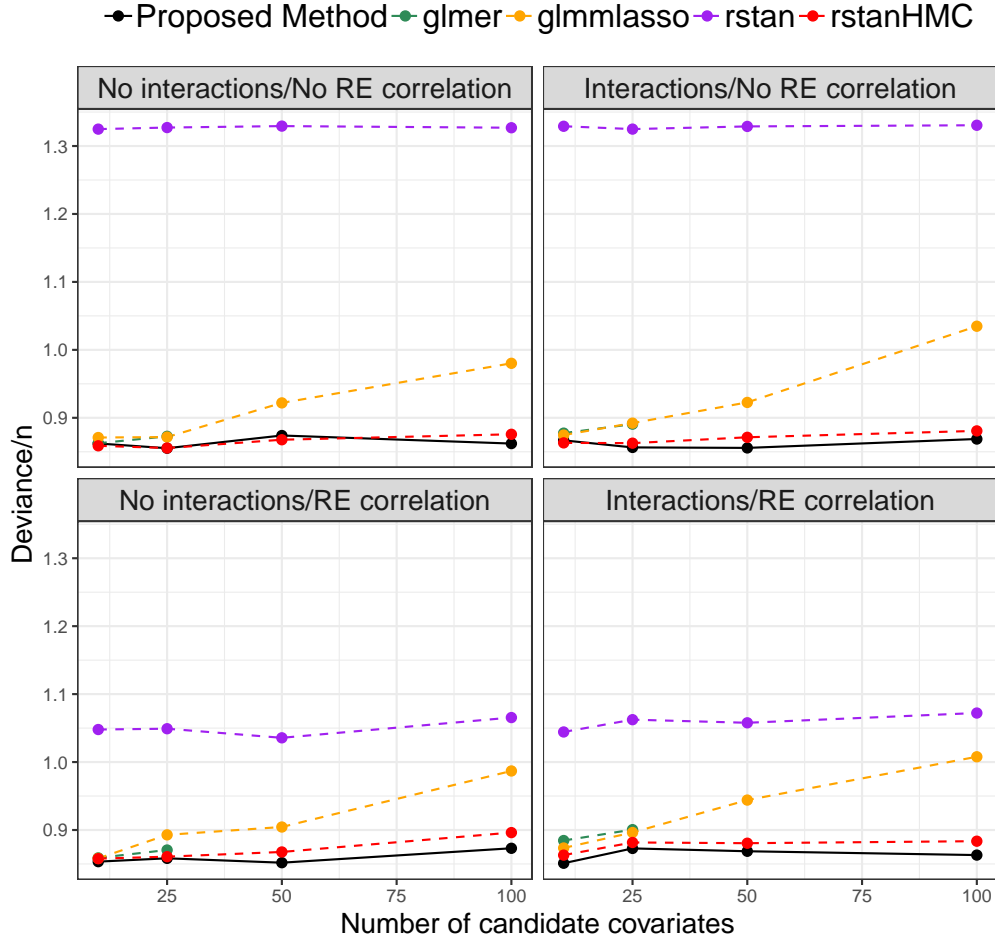 Proposed Method glmer glmmlasso rstan rstanHMC
No interactions/No RE correlation Interactions/No RE correlation
1.3
1.2
1.1
1.0
0.9
No interactions/RE correlation Interactions/RE correlation
Deviance/n
1.3
1.2
1.1
1.0
0.9
25 50 75 100 25 50 75 100
Number of candidate covariates